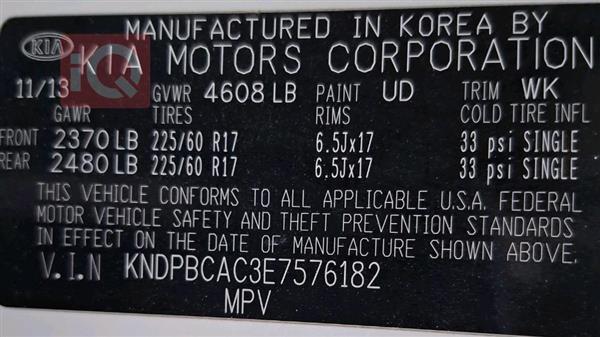 MANUFACTURED IN KOREA BY
KIA KIA MOTORS CORPORATION
iQ
11/13 GVWR 4608 LB PAINT UD TRIM WK
GAWR TIRES RIMS COLD TIRE INFL
FRONT 2370 LB 225/60 R17 6.5Jx17 33 psi SINGLE
REAR 2480 LB 225/60 R17 6.5Jx17 33 psi SINGLE
THIS VEHICLE CONFORMS TO ALL APPLICABLE U.S.A. FEDERAL
MOTOR VEHICLE SAFETY AND THEFT PREVENTION STANDARDS
IN EFFECT ON THE DATE OF MANUFACTURE SHOWN ABOVE.
V.I.N KNDPBCAC3E7576182
MPV